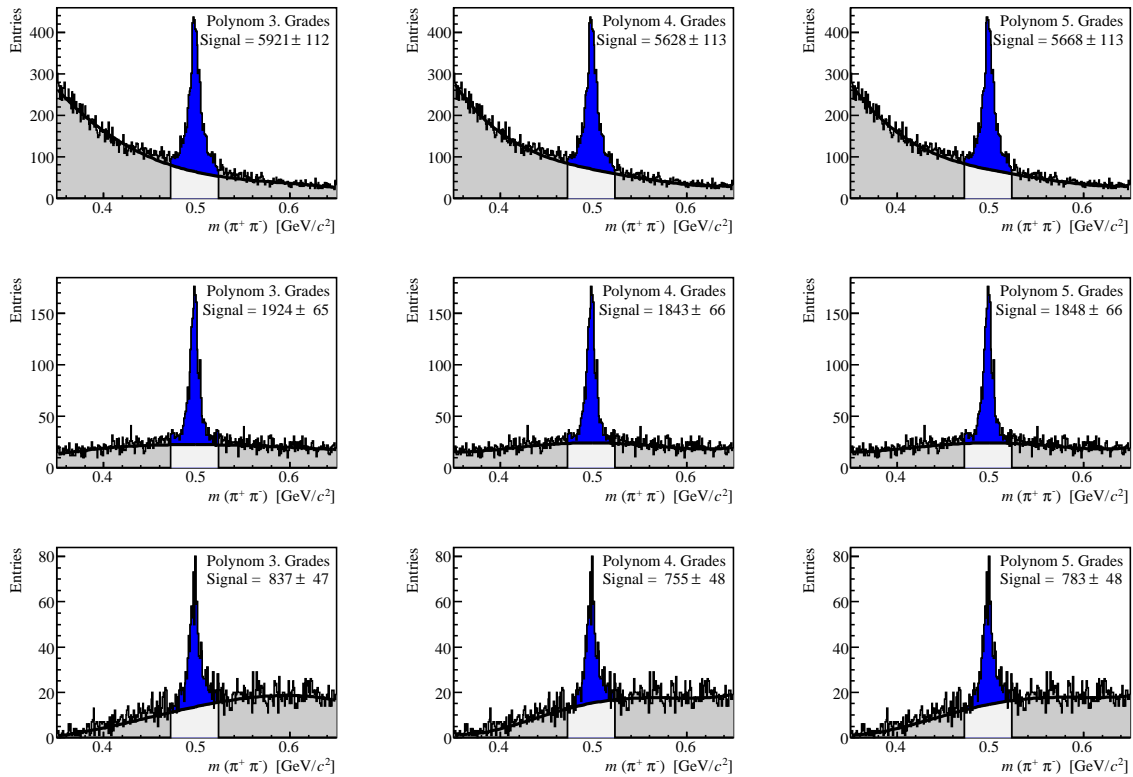 Entries
Polynom 3. Grades
Signal = 5921 ± 112
400
300
200
100
0
0.4 0.5 0.6
m (π⁺ π⁻) [GeV/c²]
Entries
Polynom 4. Grades
Signal = 5628 ± 113
400
300
200
100
0
0.4 0.5 0.6
m (π⁺ π⁻) [GeV/c²]
Entries
Polynom 5. Grades
Signal = 5668 ± 113
400
300
200
100
0
0.4 0.5 0.6
m (π⁺ π⁻) [GeV/c²]
Entries
Polynom 3. Grades
Signal = 1924 ± 65
150
100
50
0
0.4 0.5 0.6
m (π⁺ π⁻) [GeV/c²]
Entries
Polynom 4. Grades
Signal = 1843 ± 66
150
100
50
0
0.4 0.5 0.6
m (π⁺ π⁻) [GeV/c²]
Entries
Polynom 5. Grades
Signal = 1848 ± 66
150
100
50
0
0.4 0.5 0.6
m (π⁺ π⁻) [GeV/c²]
Entries
Polynom 3. Grades
Signal = 837 ± 47
80
60
40
20
0
0.4 0.5 0.6
m (π⁺ π⁻) [GeV/c²]
Entries
Polynom 4. Grades
Signal = 755 ± 48
80
60
40
20
0
0.4 0.5 0.6
m (π⁺ π⁻) [GeV/c²]
Entries
Polynom 5. Grades
Signal = 783 ± 48
80
60
40
20
0
0.4 0.5 0.6
m (π⁺ π⁻) [GeV/c²]